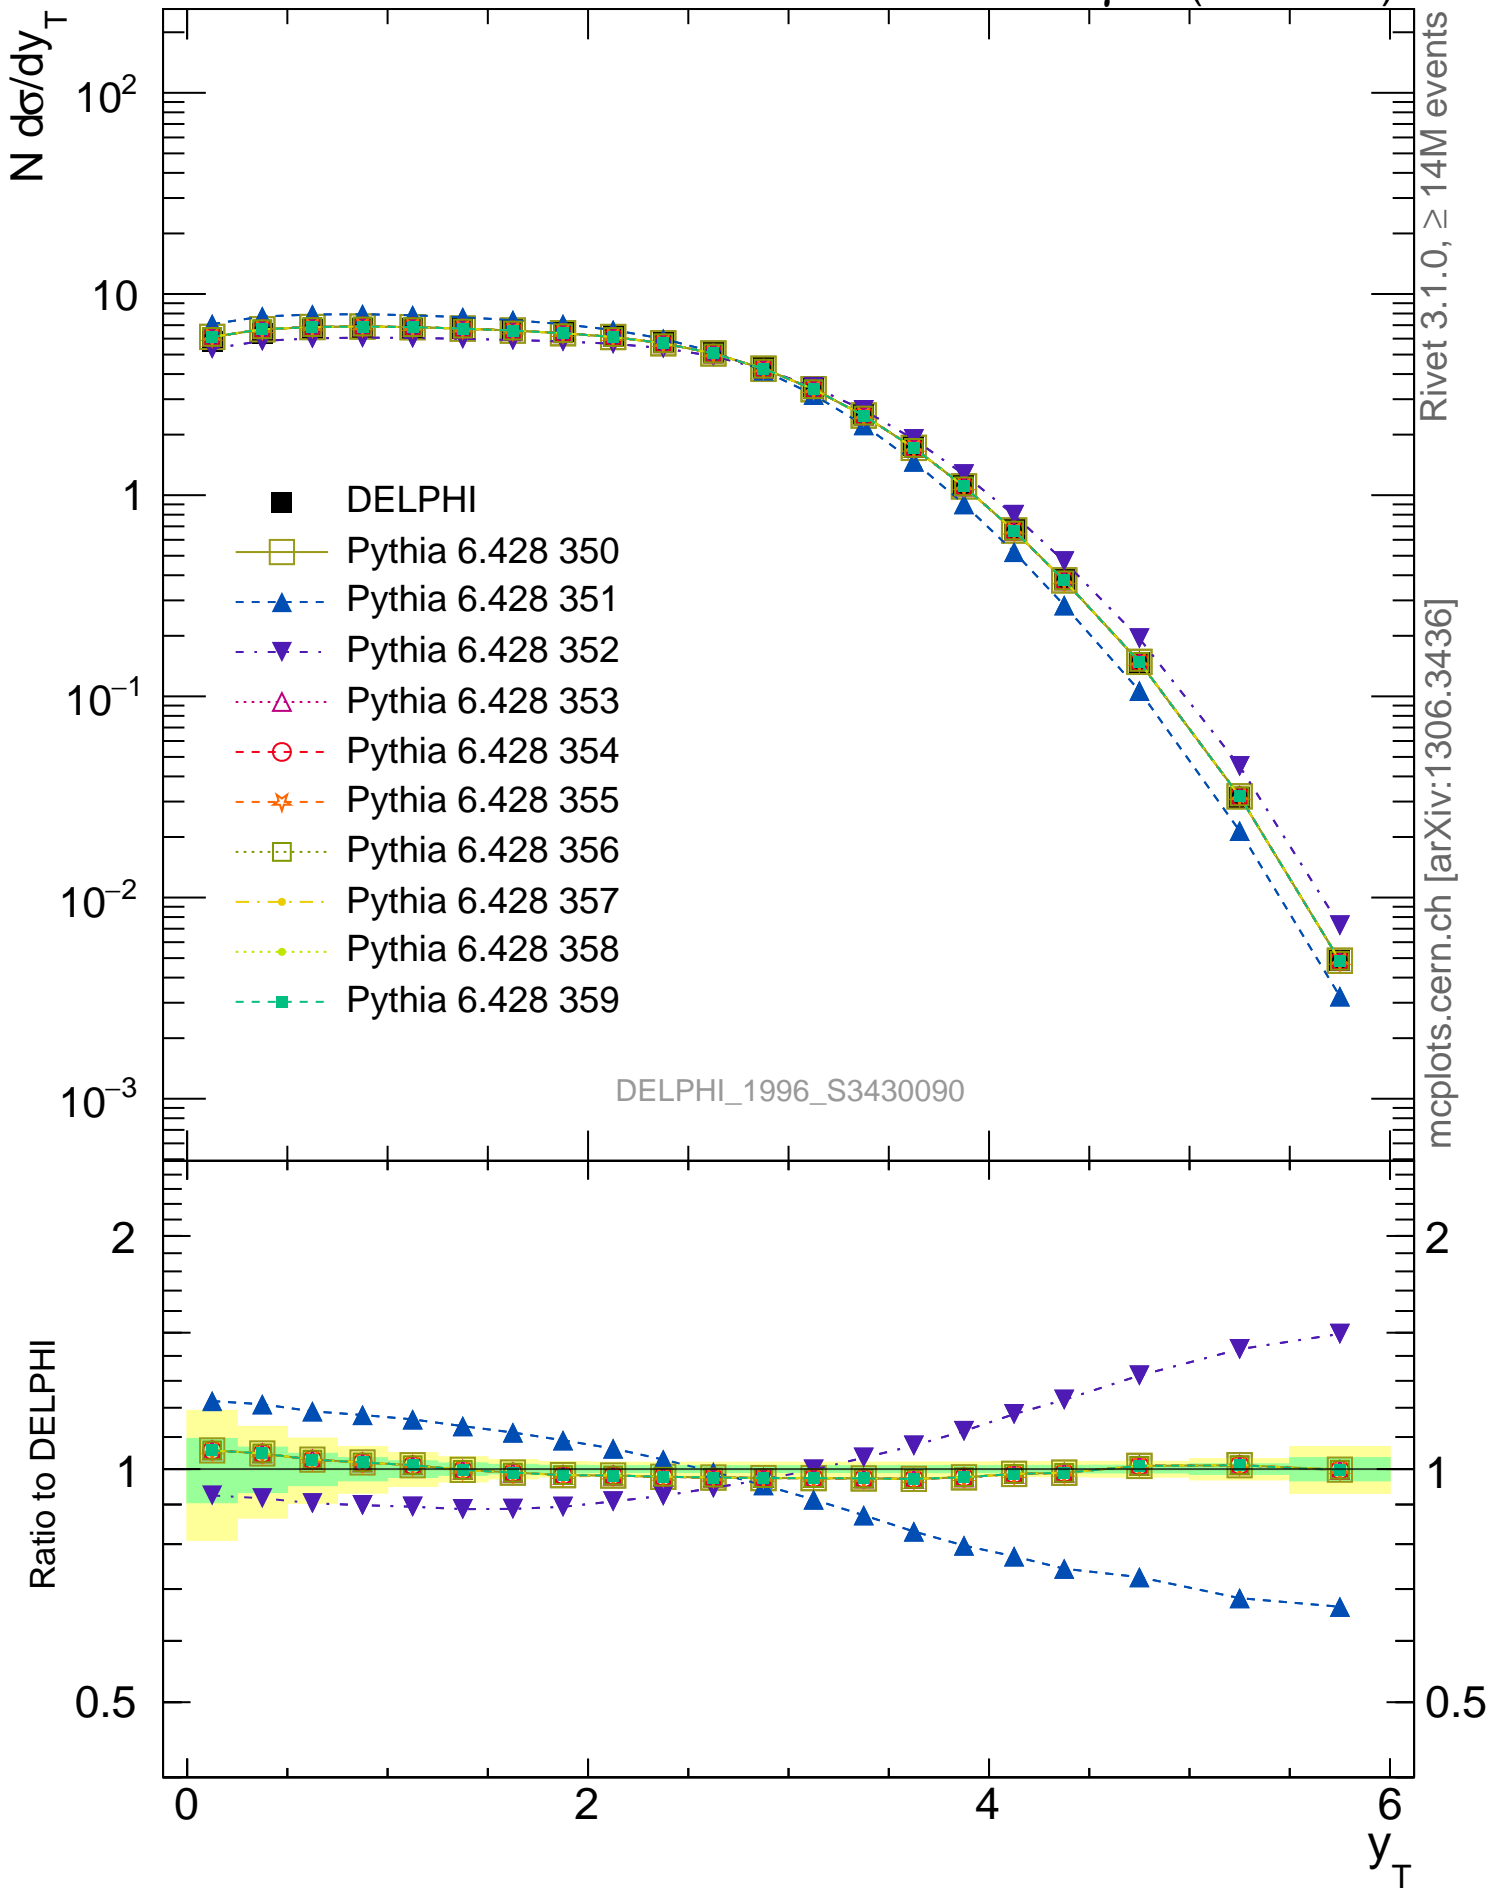 N dσ/dy_T
10²
10
1
10⁻¹
10⁻²
10⁻³
DELPHI
Pythia 6.428 350
Pythia 6.428 351
Pythia 6.428 352
Pythia 6.428 353
Pythia 6.428 354
Pythia 6.428 355
Pythia 6.428 356
Pythia 6.428 357
Pythia 6.428 358
Pythia 6.428 359
DELPHI_1996_S3430090
Rivet 3.1.0, ≥ 14M events
mcplots.cern.ch [arXiv:1306.3436]
Ratio to DELPHI
2
1
0.5
2
1
0.5
0
2
4
6
y_T